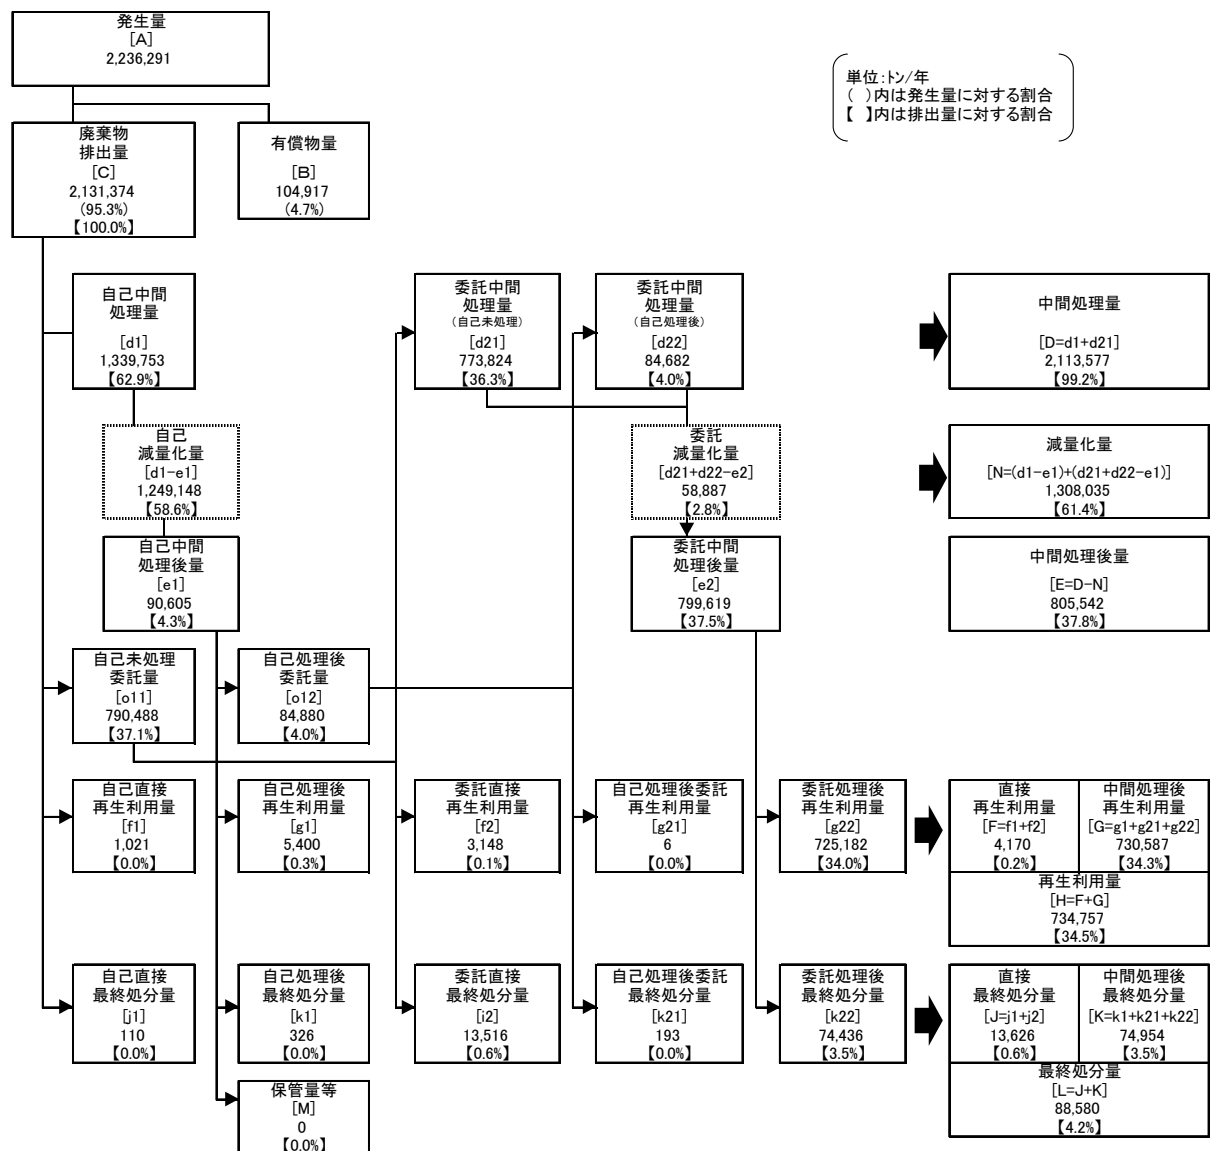 発生量
[A]
2,236,291
単位:トン/年
( )内は発生量に対する割合
【 】内は排出量に対する割合
廃棄物
排出量
[C]
2,131,374
(95.3%)
【100.0%】
有償物量
[B]
104,917
(4.7%)
自己中間
処理量
[d1]
1,339,753
【62.9%】
委託中間
処理量
(自己未処理)
[d21]
773,824
【36.3%】
委託中間
処理量
(自己処理後)
[d22]
84,682
【4.0%】
中間処理量
[D=d1+d21]
2,113,577
【99.2%】
自己
減量化量
[d1-e1]
1,249,148
【58.6%】
委託
減量化量
[d21+d22-e2]
58,887
【2.8%】
減量化量
[N=(d1-e1)+(d21+d22-e1)]
1,308,035
【61.4%】
自己中間
処理後量
[e1]
90,605
【4.3%】
委託中間
処理後量
[e2]
799,619
【37.5%】
中間処理後量
[E=D-N]
805,542
【37.8%】
自己未処理
委託量
[o11]
790,488
【37.1%】
自己処理後
委託量
[o12]
84,880
【4.0%】
自己直接
再生利用量
[f1]
1,021
【0.0%】
自己処理後
再生利用量
[g1]
5,400
【0.3%】
委託直接
再生利用量
[f2]
3,148
【0.1%】
自己処理後委託
再生利用量
[g21]
6
【0.0%】
委託処理後
再生利用量
[g22]
725,182
【34.0%】
直接
再生利用量
[F=f1+f2]
4,170
【0.2%】
中間処理後
再生利用量
[G=g1+g21+g22]
730,587
【34.3%】
再生利用量
[H=F+G]
734,757
【34.5%】
自己直接
最終処分量
[j1]
110
【0.0%】
自己処理後
最終処分量
[k1]
326
【0.0%】
委託直接
最終処分量
[i2]
13,516
【0.6%】
自己処理後委託
最終処分量
[k21]
193
【0.0%】
委託処理後
最終処分量
[k22]
74,436
【3.5%】
直接
最終処分量
[J=j1+j2]
13,626
【0.6%】
中間処理後
最終処分量
[K=k1+k21+k22]
74,954
【3.5%】
最終処分量
[L=J+K]
88,580
【4.2%】
保管量等
[M]
0
【0.0%】